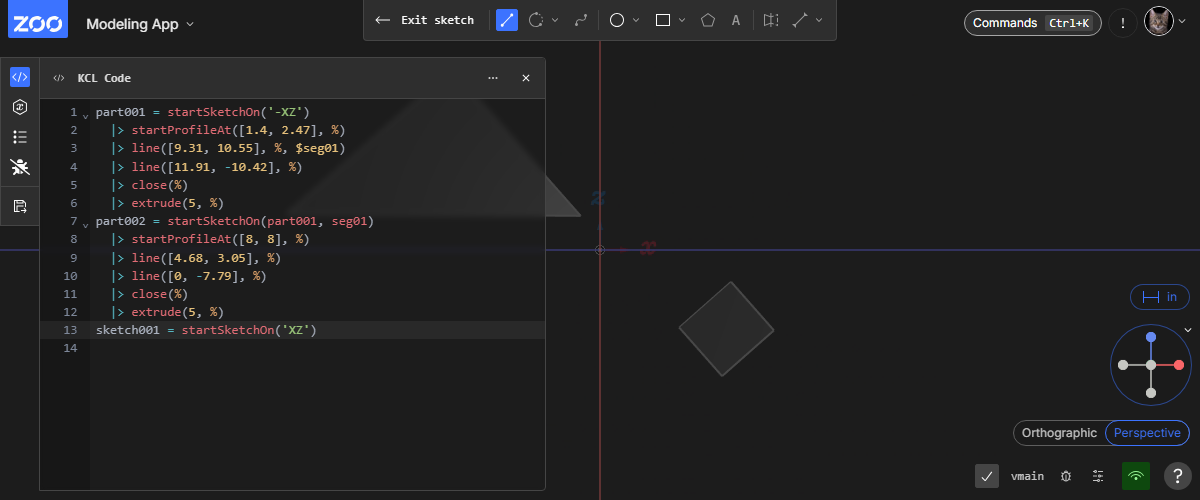 ZOO
Modeling App
Exit sketch
A
Commands Ctrl+K
!
KCL Code
1 part001 = startSketchOn('-XZ')
2 |> startProfileAt([1.4, 2.47], %)
3 |> line([9.31, 10.55], %, $seg01)
4 |> line([11.91, -10.42], %)
5 |> close(%)
6 |> extrude(5, %)
7 part002 = startSketchOn(part001, seg01)
8 |> startProfileAt([8, 8], %)
9 |> line([4.68, 3.05], %)
10 |> line([0, -7.79], %)
11 |> close(%)
12 |> extrude(5, %)
13 sketch001 = startSketchOn('XZ')
14
z
x
in
Orthographic Perspective
vmain
?